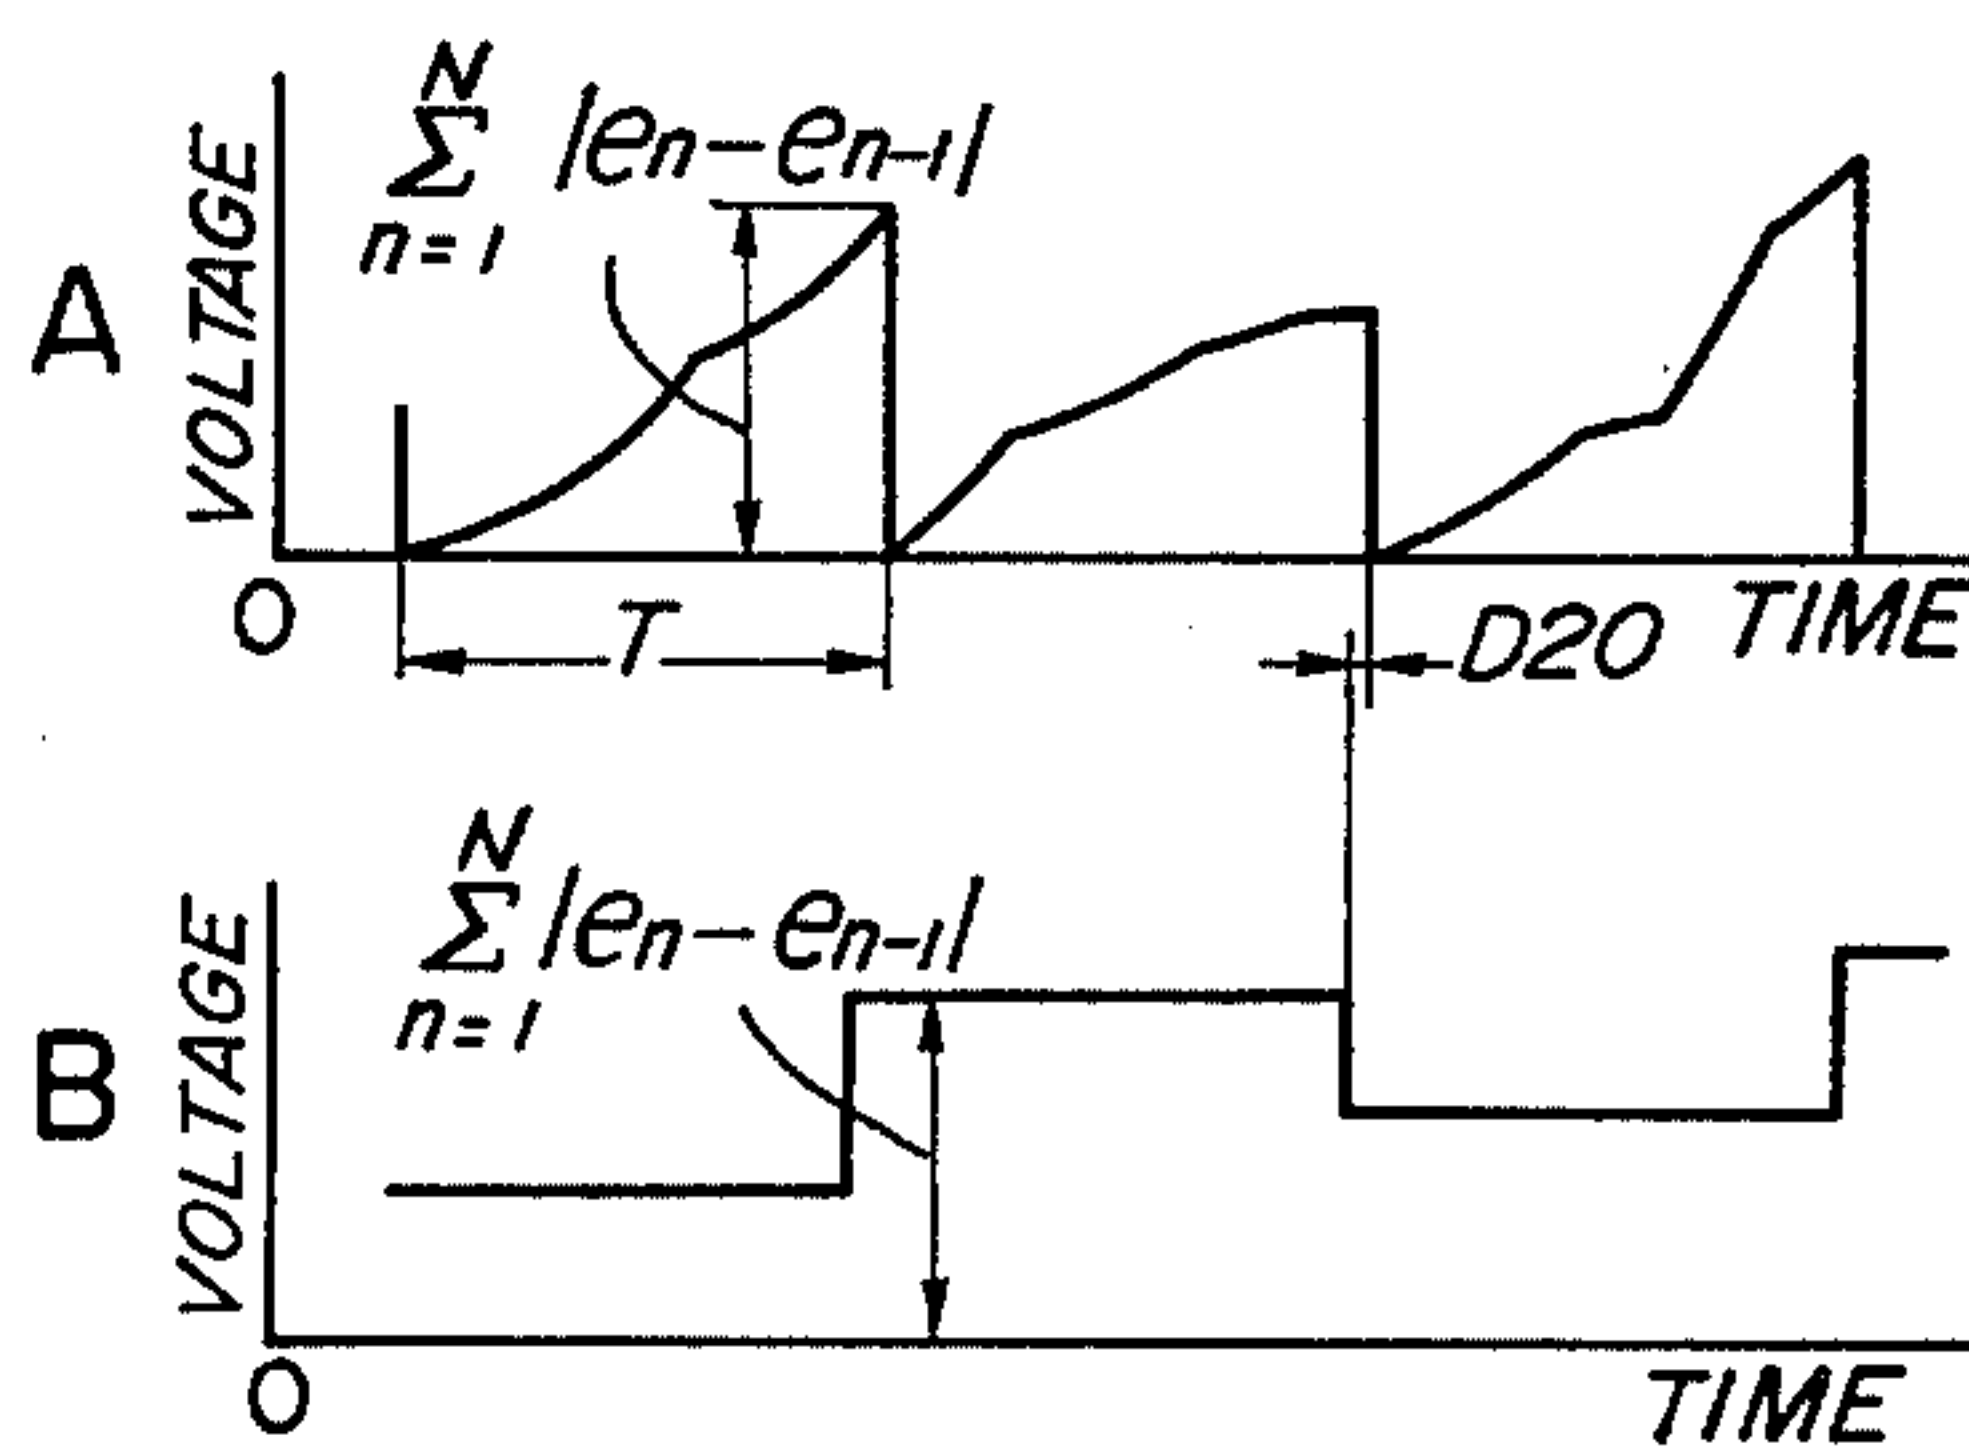 A
VOLTAGE
N
Σ |en-en-1|
n=1
O
T
D20
TIME
B
VOLTAGE
N
Σ |en-en-1|
n=1
O
TIME